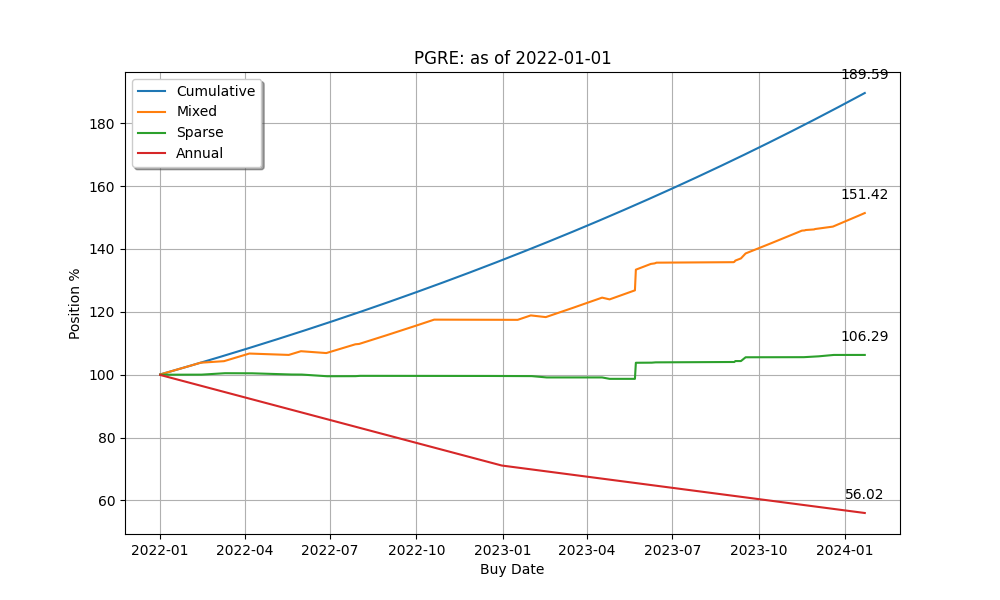 PGRE: as of 2022-01-01
Cumulative
Mixed
Sparse
Annual
189.59
151.42
106.29
56.02
Position %
180
160
140
120
100
80
60
2022-01 2022-04 2022-07 2022-10 2023-01 2023-04 2023-07 2023-10 2024-01
Buy Date